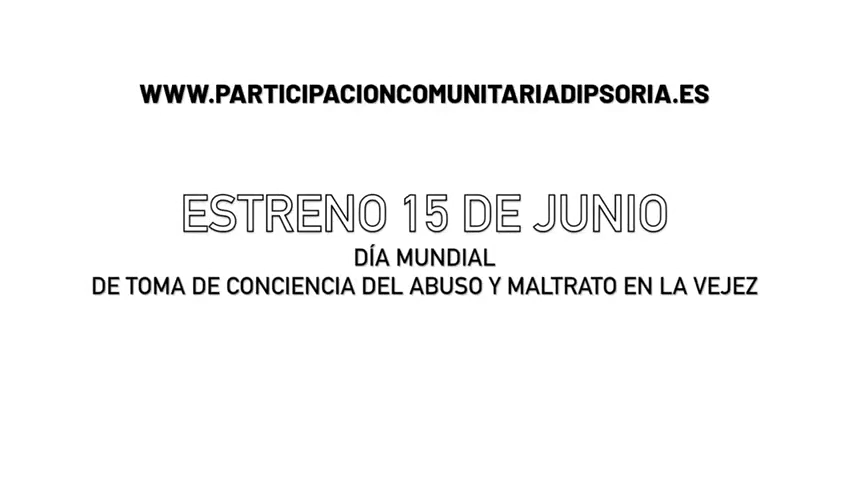 WWW.PARTICIPACIONCOMUNITARIADIPSORIA.ES
ESTRENO 15 DE JUNIO
DÍA MUNDIAL
DE TOMA DE CONCIENCIA DEL ABUSO Y MALTRATO EN LA VEJEZ